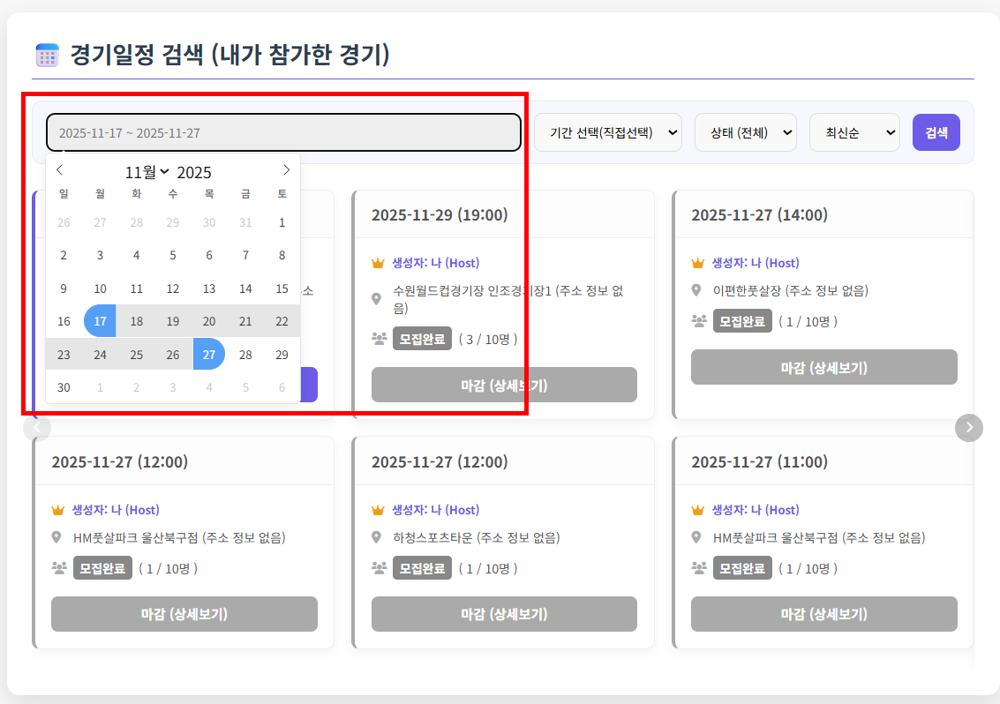 경기일정 검색 (내가 참가한 경기)
2025-11-17 ~ 2025-11-27
기간 선택(직접선택)
상태 (전체)
최신순
검색
11월 2025
일 월 화 수 목 금 토
26 27 28 29 30 31 1
2 3 4 5 6 7 8
9 10 11 12 13 14 15
16 17 18 19 20 21 22
23 24 25 26 27 28 29
30 1 2 3 4 5 6
소
2025-11-29 (19:00)
생성자: 나 (Host)
수원월드컵경기장 인조경기장1 (주소 정보 없
음)
모집완료 ( 3 / 10명 )
마감 (상세보기)
2025-11-27 (14:00)
생성자: 나 (Host)
이편한풋살장 (주소 정보 없음)
모집완료 ( 1 / 10명 )
마감 (상세보기)
2025-11-27 (12:00)
생성자: 나 (Host)
HM풋살파크 울산북구점 (주소 정보 없음)
모집완료 ( 1 / 10명 )
마감 (상세보기)
2025-11-27 (12:00)
생성자: 나 (Host)
하청스포츠타운 (주소 정보 없음)
모집완료 ( 1 / 10명 )
마감 (상세보기)
2025-11-27 (11:00)
생성자: 나 (Host)
HM풋살파크 울산북구점 (주소 정보 없음)
모집완료 ( 1 / 10명 )
마감 (상세보기)